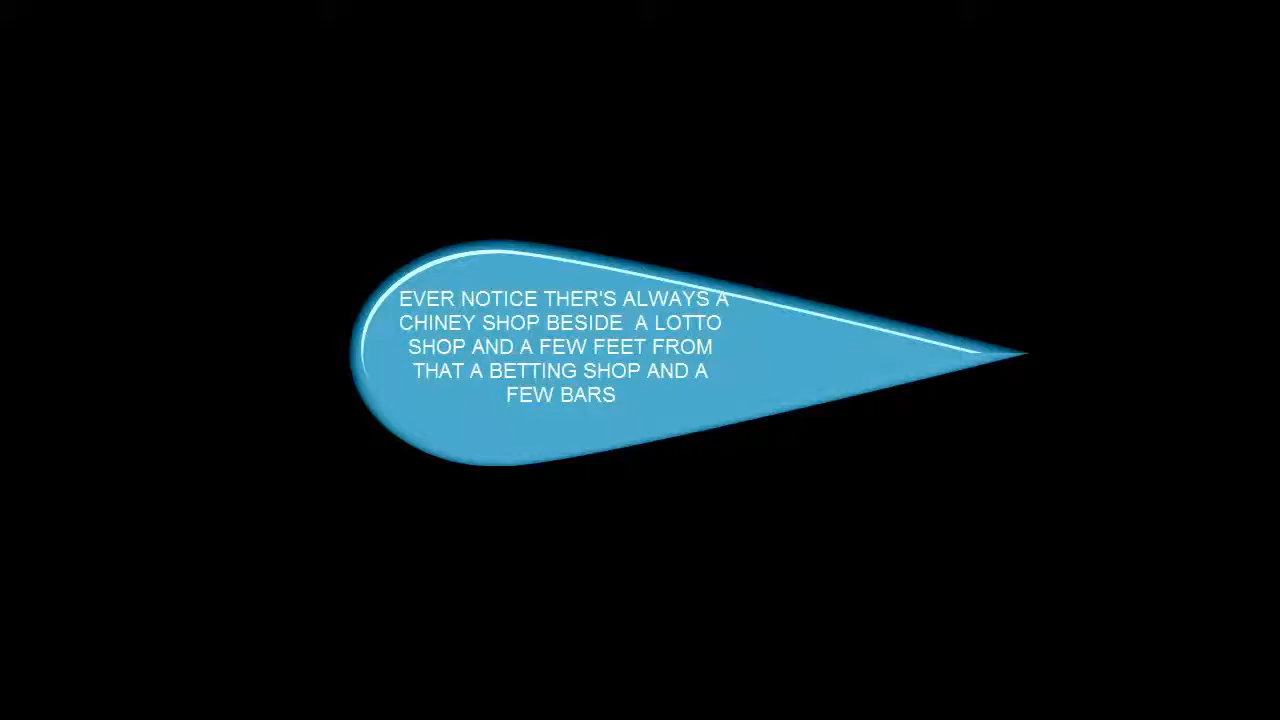 EVER NOTICE THER'S ALWAYS A
CHINEY SHOP BESIDE  A LOTTO
SHOP AND A FEW FEET FROM
THAT A BETTING SHOP AND A
FEW BARS